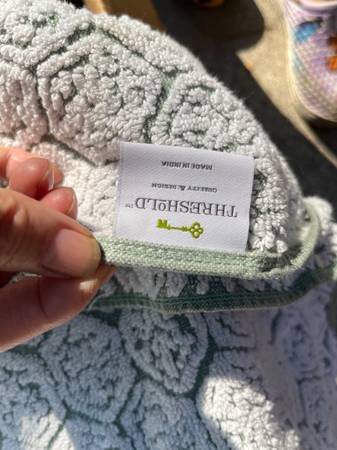 THRESHOLD™
QUALITY & DESIGN
MADE IN INDIA